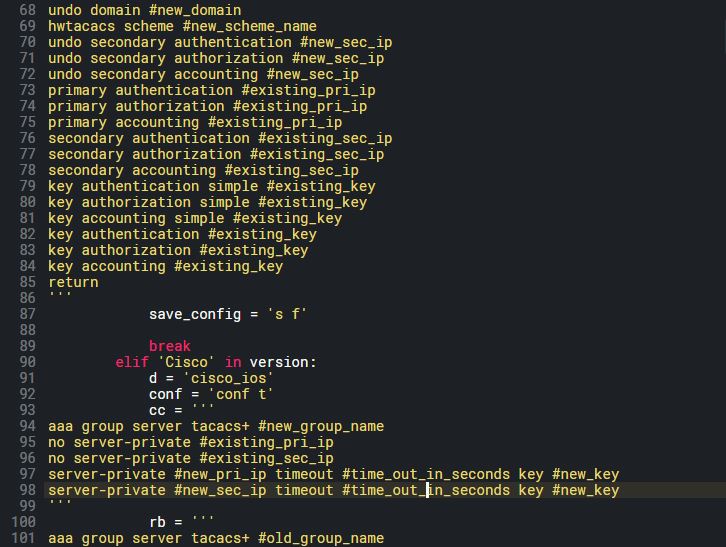 68 undo domain #new_domain
69 hwtacacs scheme #new_scheme_name
70 undo secondary authentication #new_sec_ip
71 undo secondary authorization #new_sec_ip
72 undo secondary accounting #new_sec_ip
73 primary authentication #existing_pri_ip
74 primary authorization #existing_pri_ip
75 primary accounting #existing_pri_ip
76 secondary authentication #existing_sec_ip
77 secondary authorization #existing_sec_ip
78 secondary accounting #existing_sec_ip
79 key authentication simple #existing_key
80 key authorization simple #existing_key
81 key accounting simple #existing_key
82 key authentication #existing_key
83 key authorization #existing_key
84 key accounting #existing_key
85 return
86 '''
87             save_config = 's f'
88
89             break
90         elif 'Cisco' in version:
91             d = 'cisco_ios'
92             conf = 'conf t'
93             cc = '''
94 aaa group server tacacs+ #new_group_name
95 no server-private #existing_pri_ip
96 no server-private #existing_sec_ip
97 server-private #new_pri_ip timeout #time_out_in_seconds key #new_key
98 server-private #new_sec_ip timeout #time_out_in_seconds key #new_key
99 '''
100             rb = '''
101 aaa group server tacacs+ #old_group_name